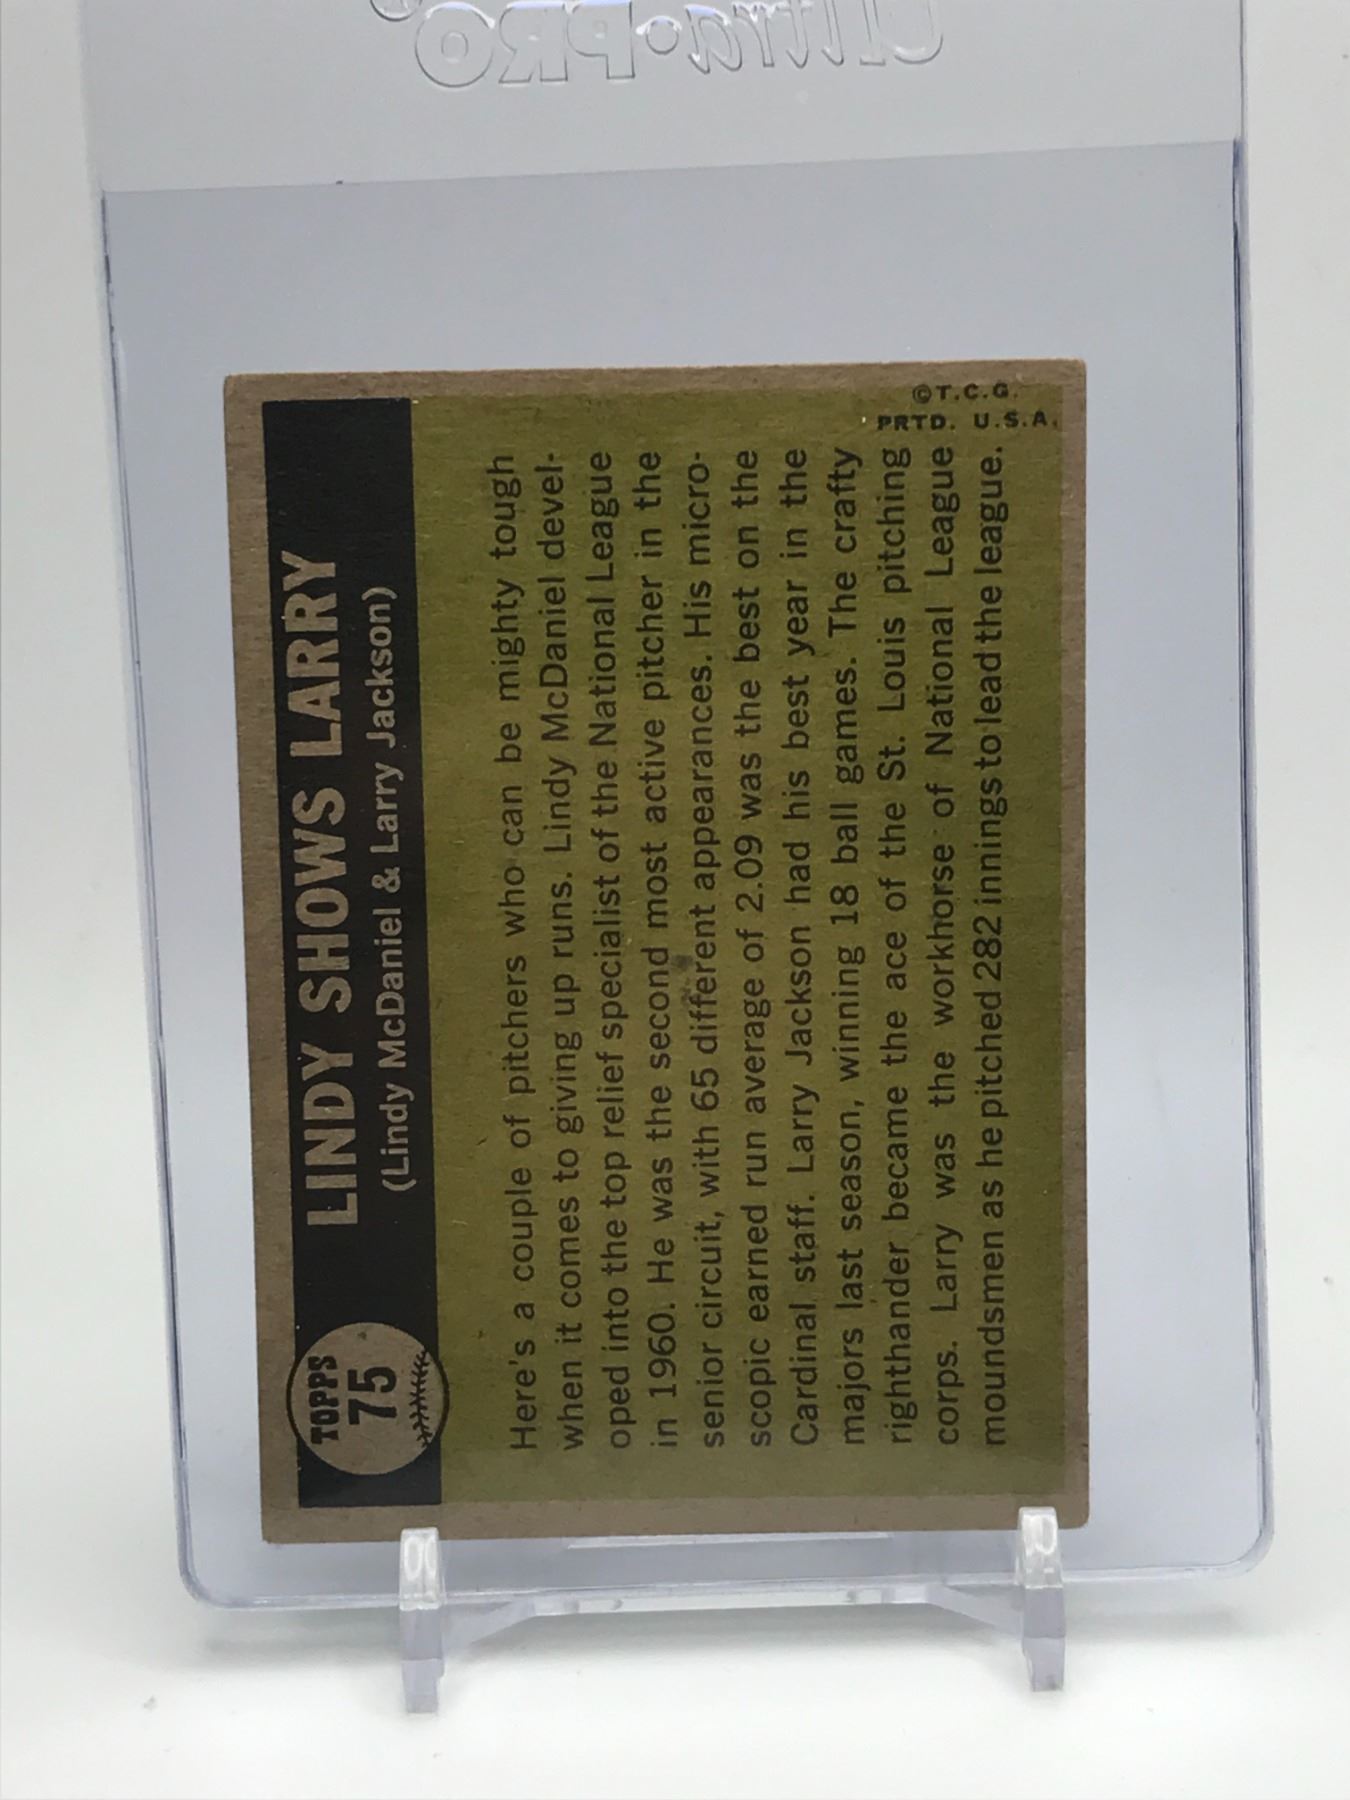 ultra•PRO
TOPPS
75
LINDY SHOWS LARRY
(Lindy McDaniel & Larry Jackson)
Here's a couple of pitchers who can be mighty tough
when it comes to giving up runs. Lindy McDaniel devel-
oped into the top relief specialist of the National League
in 1960. He was the second most active pitcher in the
senior circuit, with 65 different appearances. His micro-
scopic earned run average of 2.09 was the best on the
Cardinal staff. Larry Jackson had his best year in the
majors last season, winning 18 ball games. The crafty
righthander became the ace of the St. Louis pitching
corps. Larry was the workhorse of National League
moundsmen as he pitched 282 innings to lead the league.
©T.C.G.
PRTD. U.S.A.